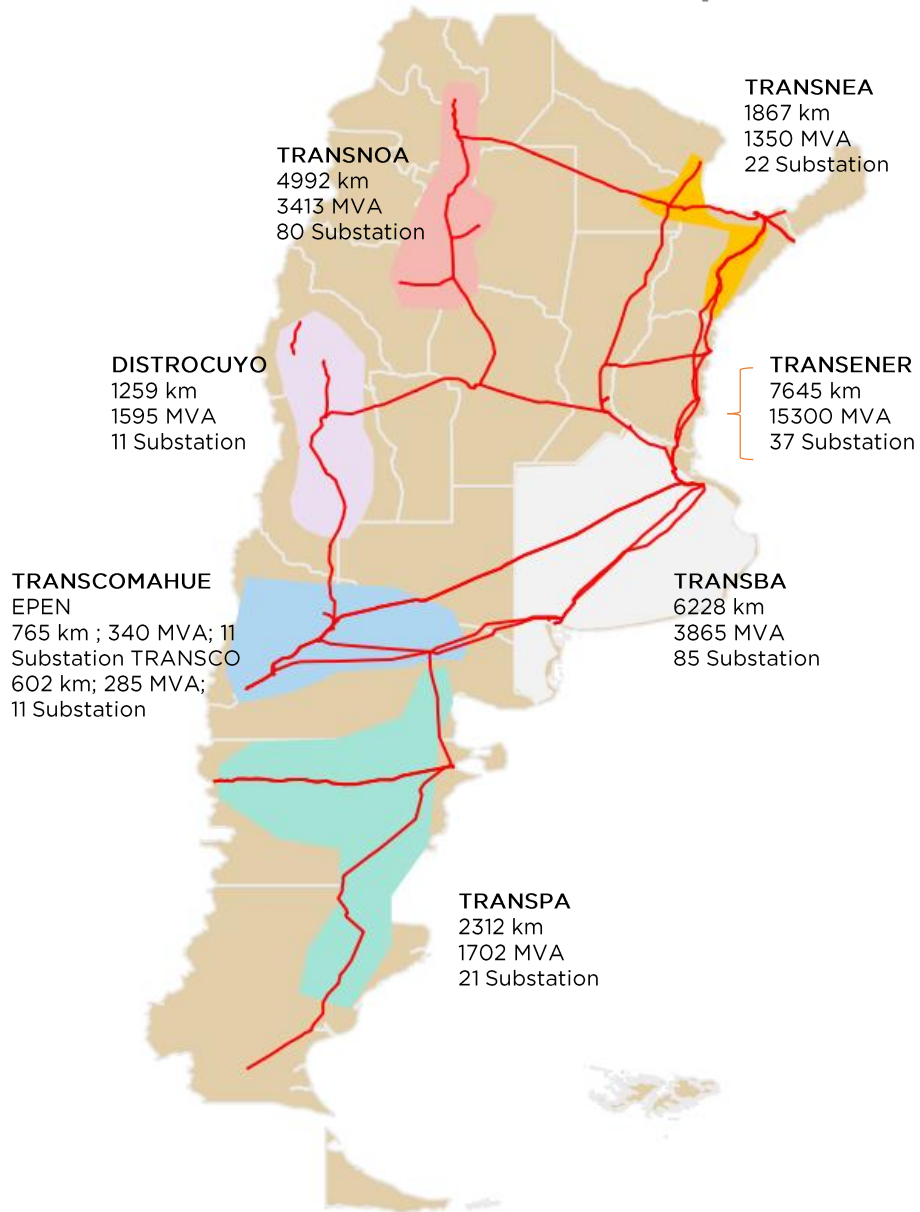 TRANSNEA
1867 km
1350 MVA
22 Substation
TRANSNOA
4992 km
3413 MVA
80 Substation
DISTROCUYO
1259 km
1595 MVA
11 Substation
TRANSENER
7645 km
15300 MVA
37 Substation
TRANSCOMAHUE
EPEN
765 km ; 340 MVA; 11
Substation TRANSCO
602 km; 285 MVA;
11 Substation
TRANSBA
6228 km
3865 MVA
85 Substation
TRANSPA
2312 km
1702 MVA
21 Substation